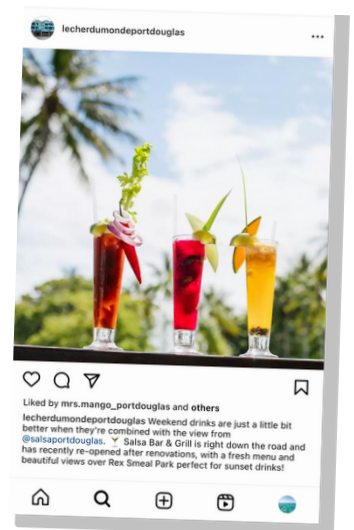 lecherdumondeportdouglas
Liked by mrs.mango_portdouglas and others
lecherdumondeportdouglas Weekend drinks are just a little bit
better when they're combined with the view from
@salsaportdouglas. 🍸 Salsa Bar & Grill is right down the road and
has recently re-opened after renovations, with a fresh menu and
beautiful views over Rex Smeal Park perfect for sunset drinks!